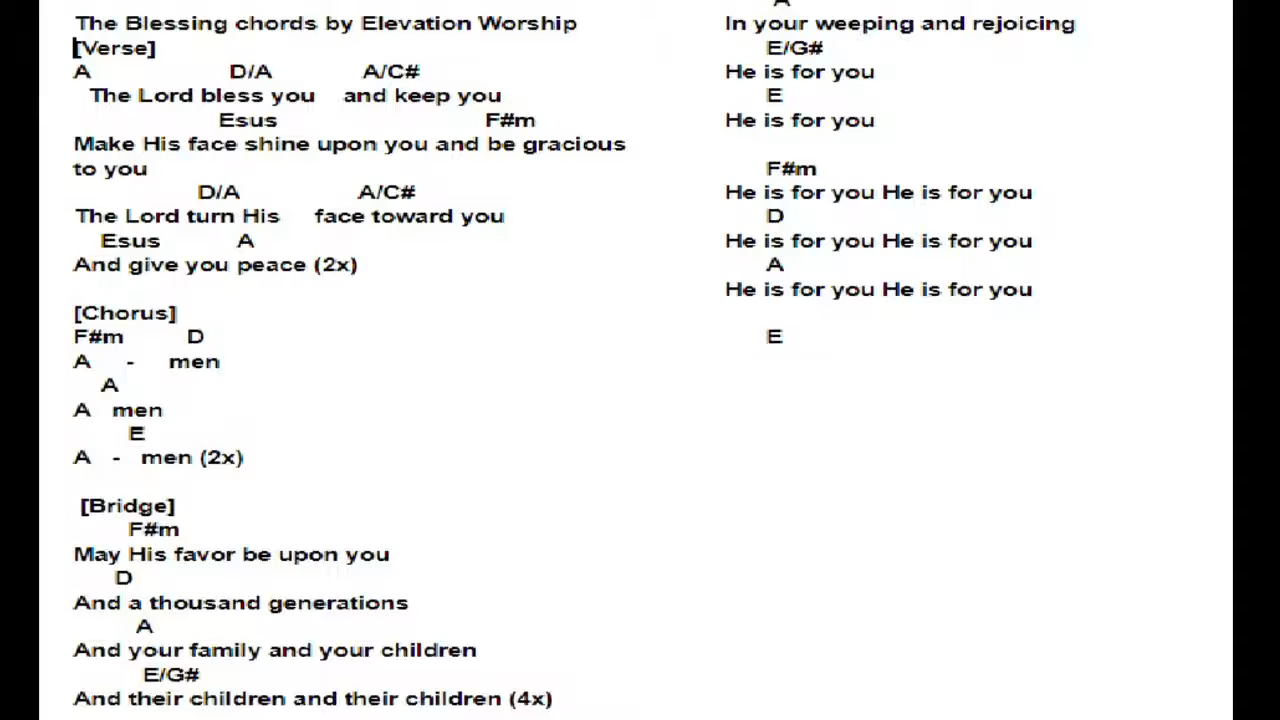 The Blessing chords by Elevation Worship
[Verse]
A D/A A/C#
The Lord bless you and keep you
Esus F#m
Make His face shine upon you and be gracious
to you
D/A A/C#
The Lord turn His face toward you
Esus A
And give you peace (2x)
[Chorus]
F#m D
A - men
A
A men
E
A - men (2x)
[Bridge]
F#m
May His favor be upon you
D
And a thousand generations
A
And your family and your children
E/G#
And their children and their children (4x)
A
In your weeping and rejoicing
E/G#
He is for you
E
He is for you
F#m
He is for you He is for you
D
He is for you He is for you
A
He is for you He is for you
E